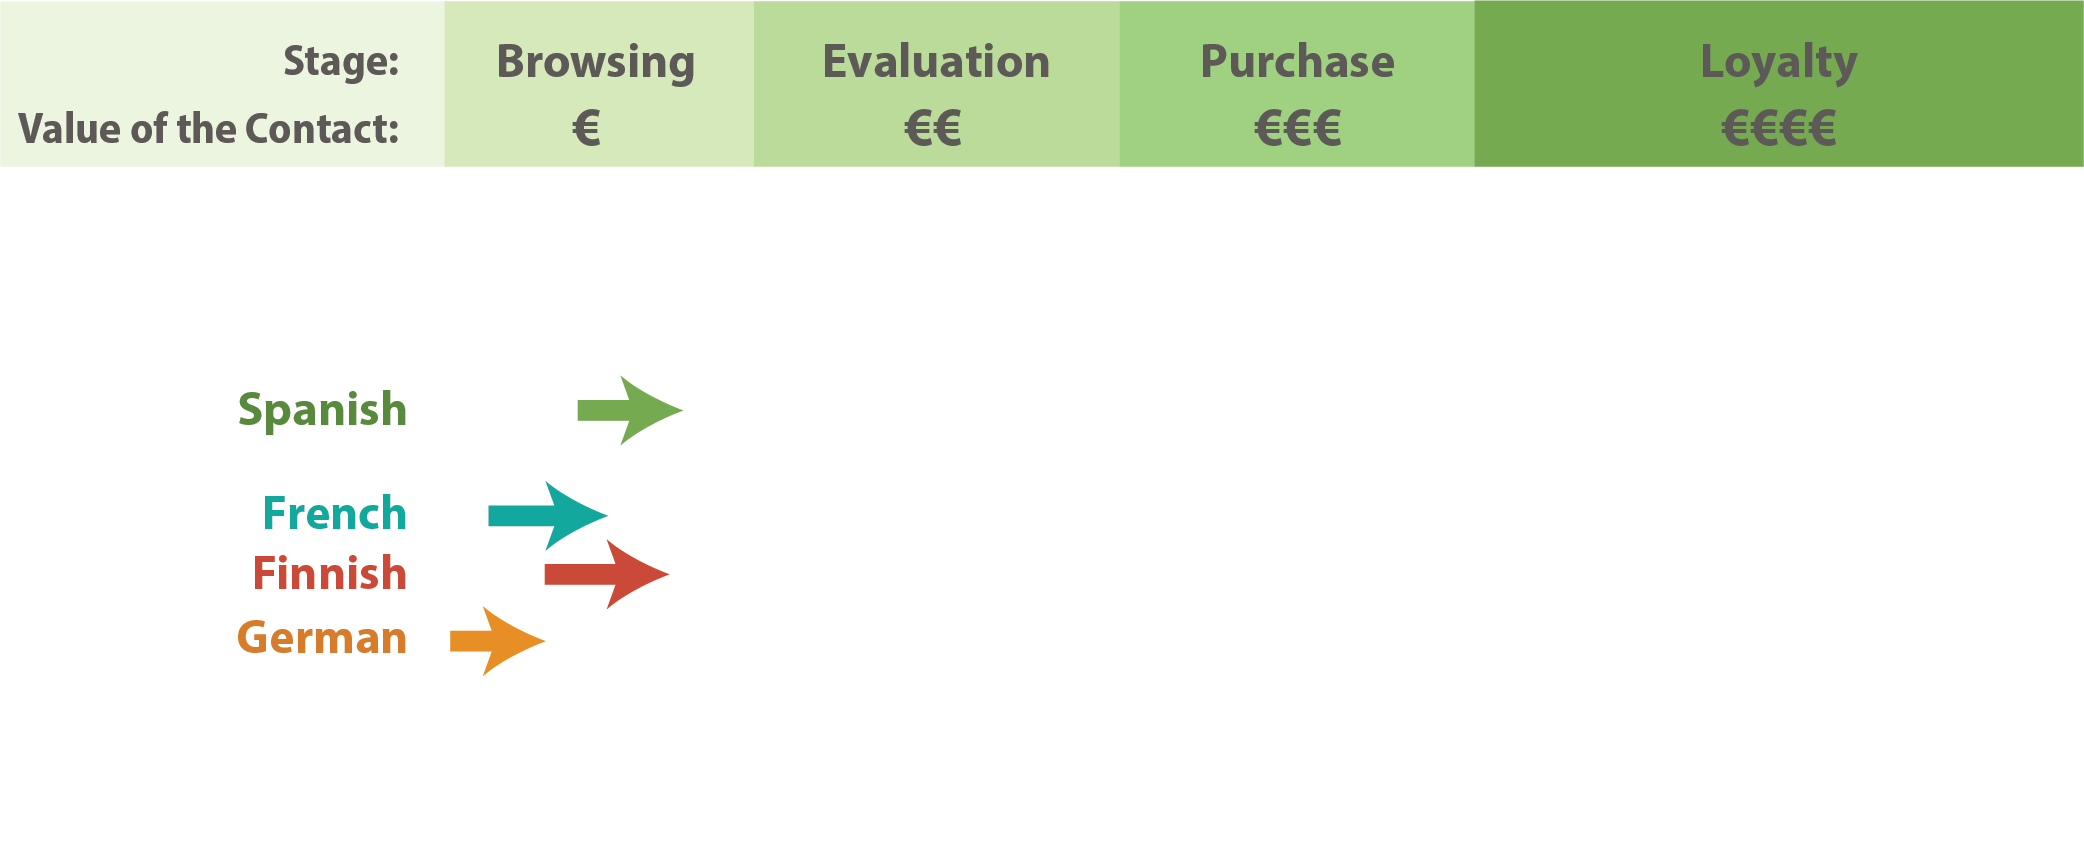 Stage: Browsing Evaluation Purchase Loyalty
Value of the Contact: € €€ €€€ €€€€
Spanish
French
Finnish
German